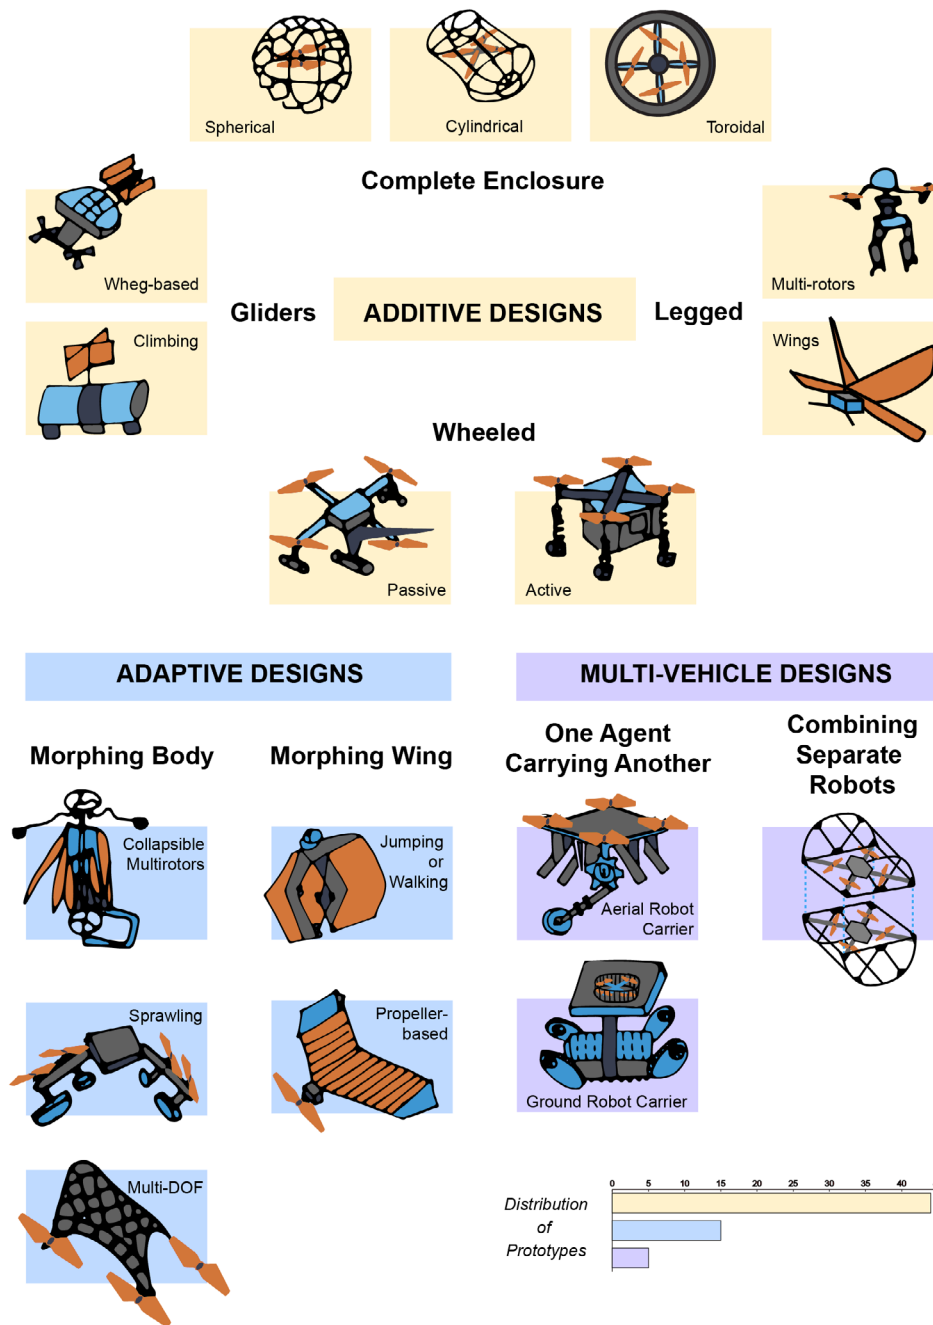 Spherical
Cylindrical
Toroidal
Complete Enclosure
Wheg-based
Multi-rotors
Gliders
ADDITIVE DESIGNS
Legged
Climbing
Wings
Wheeled
Passive
Active
ADAPTIVE DESIGNS
MULTI-VEHICLE DESIGNS
Morphing Body
Morphing Wing
One Agent
Carrying Another
Combining
Separate
Robots
Collapsible
Multirotors
Jumping
or
Walking
Aerial Robot
Carrier
Sprawling
Propeller-
based
Ground Robot Carrier
Multi-DOF
0 5 10 15 20 25 30 35 40
Distribution
of
Prototypes